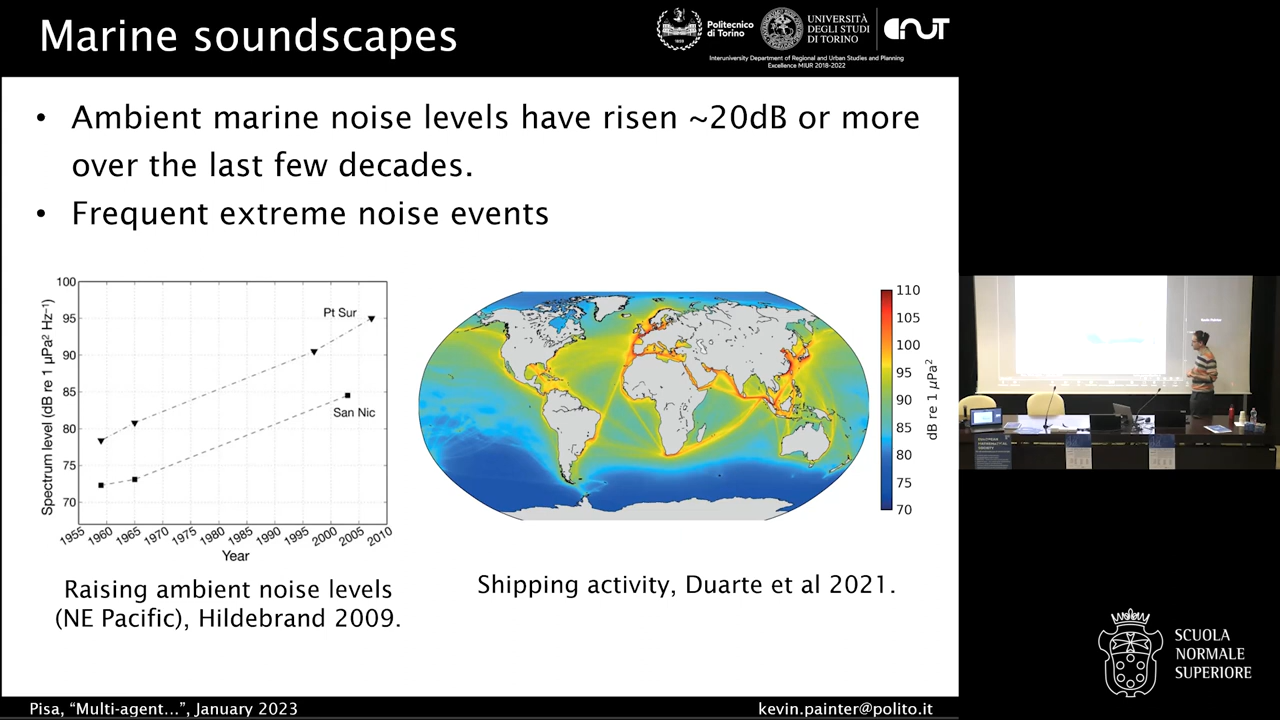 Marine soundscapes
Politecnico
di Torino
UNIVERSITÀ
DEGLI STUDI
DI TORINO
Interuniversity Department of Regional and Urban Studies and Planning
Excellence MIUR 2018-2022
• Ambient marine noise levels have risen ~20dB or more
over the last few decades.
• Frequent extreme noise events
Spectrum level (dB re 1 µPa² Hz⁻¹)
100
95
90
85
80
75
70
Pt Sur
San Nic
1955 1960 1965 1970 1975 1980 1985 1990 1995 2000 2005 2010
Year
110
105
100
95
90
85
80
75
70
dB re 1 µPa²
Raising ambient noise levels
(NE Pacific), Hildebrand 2009.
Shipping activity, Duarte et al 2021.
SCUOLA
NORMALE
SUPERIORE
Pisa, “Multi-agent...”, January 2023
kevin.painter@polito.it